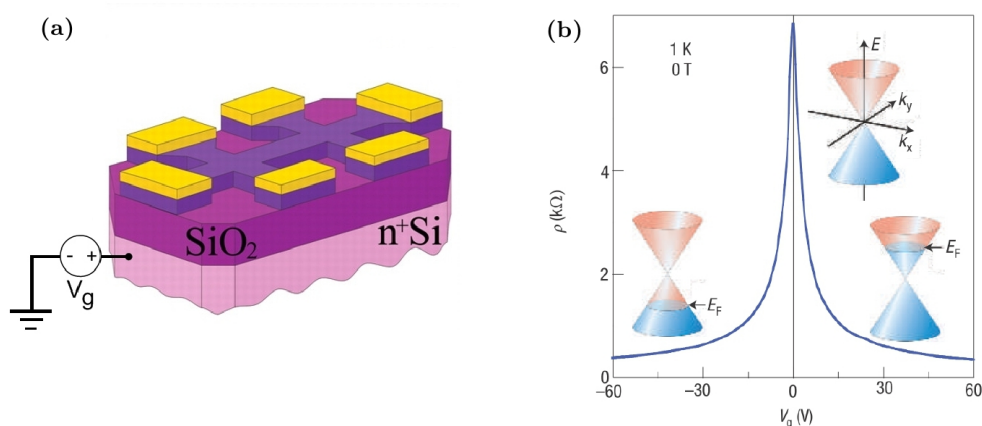 (a)
SiO2
n+Si
- +
Vg
(b)
1 K
0 T
E
ky
kx
EF
EF
ρ (kΩ)
6
4
2
0
−60
−30
0
30
60
Vg (V)